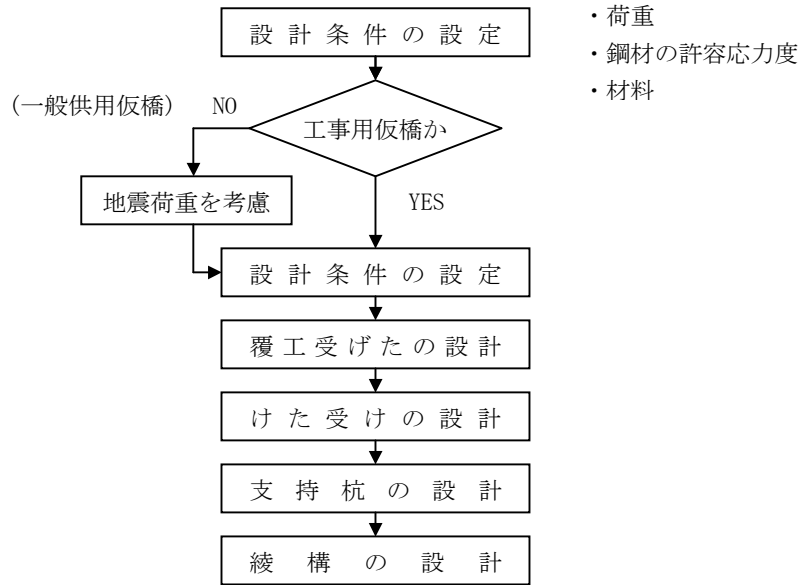 設計条件の設定
・荷重
・鋼材の許容応力度
・材料
(一般供用仮橋) NO
工事用仮橋か
地震荷重を考慮
YES
設計条件の設定
覆工受げたの設計
けた受けの設計
支持杭の設計
綾構の設計